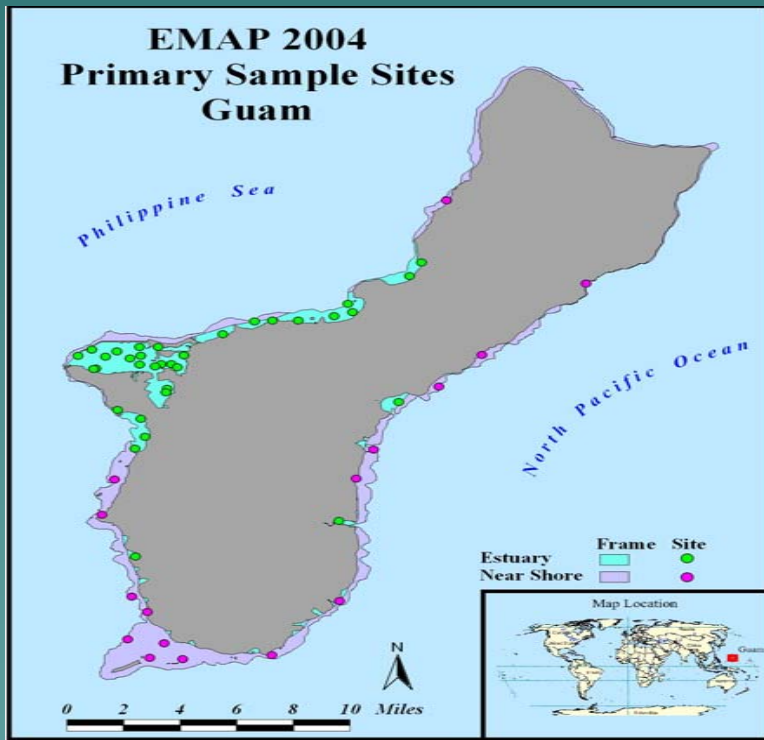 EMAP 2004
Primary Sample Sites
Guam
Philippine Sea
North Pacific Ocean
Frame Site
Estuary
Near Shore
Map Location
Guam
N
0 2 4 6 8 10 Miles